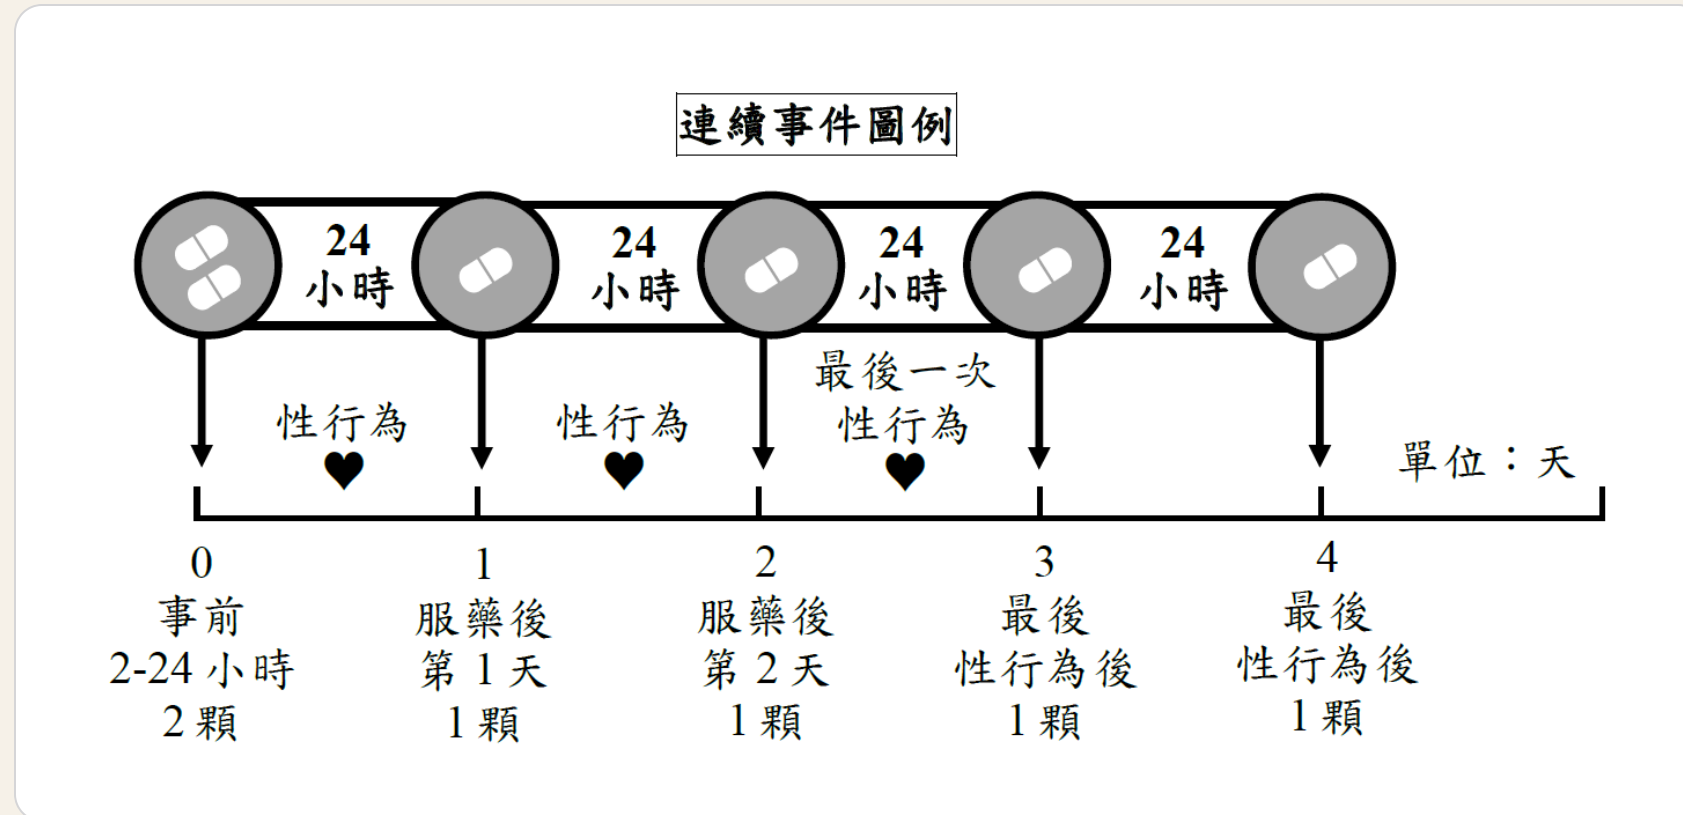 連續事件圖例
24
小時
24
小時
24
小時
24
小時
性行為
性行為
最後一次
性行為
單位：天
0
事前
2-24 小時
2 顆
1
服藥後
第 1 天
1 顆
2
服藥後
第 2 天
1 顆
3
最後
性行為後
1 顆
4
最後
性行為後
1 顆